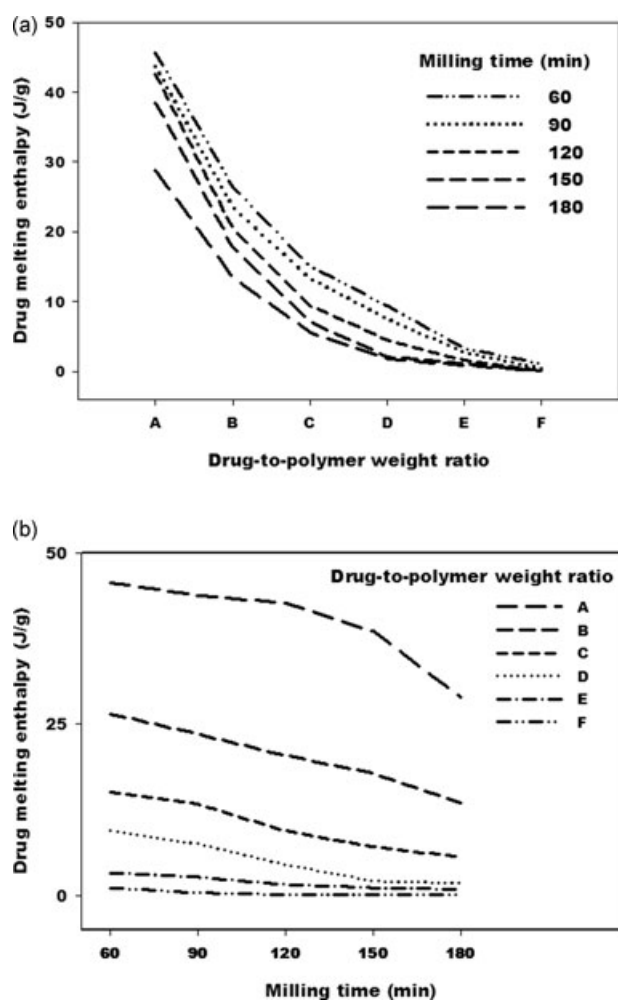 (a)
50
40
30
20
10
0
Drug melting enthalpy (J/g)
Milling time (min)
60
90
120
150
180
A B C D E F
Drug-to-polymer weight ratio
(b)
50
25
0
Drug melting enthalpy (J/g)
Drug-to-polymer weight ratio
A
B
C
D
E
F
60 90 120 150 180
Milling time (min)